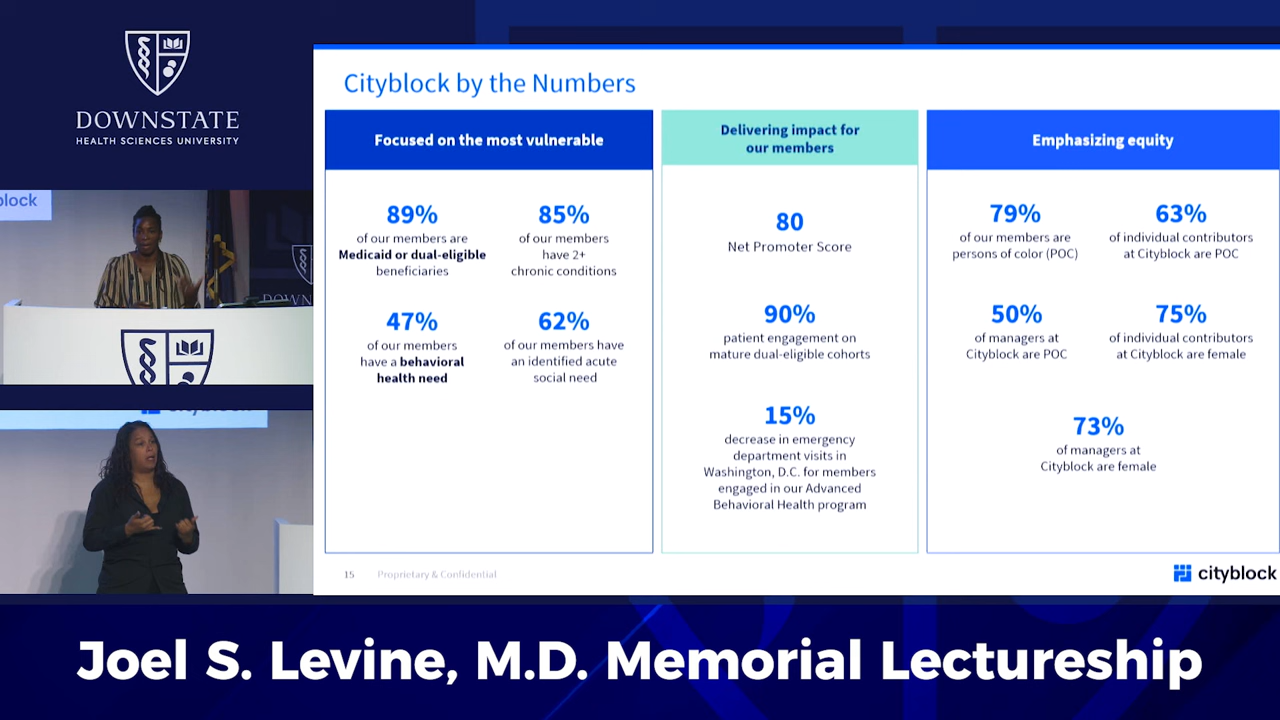 DOWNSTATE
HEALTH SCIENCES UNIVERSITY
block
DOWN
cityblock
Cityblock by the Numbers
Focused on the most vulnerable
89%
of our members are
Medicaid or dual-eligible
beneficiaries
85%
of our members
have 2+
chronic conditions
47%
of our members
have a behavioral
health need
62%
of our members have
an identified acute
social need
Delivering impact for
our members
80
Net Promoter Score
90%
patient engagement on
mature dual-eligible cohorts
15%
decrease in emergency
department visits in
Washington, D.C. for members
engaged in our Advanced
Behavioral Health program
Emphasizing equity
79%
of our members are
persons of color (POC)
63%
of individual contributors
at Cityblock are POC
50%
of managers at
Cityblock are POC
75%
of individual contributors
at Cityblock are female
73%
of managers at
Cityblock are female
15
Proprietary & Confidential
cityblock
Joel S. Levine, M.D. Memorial Lectureship